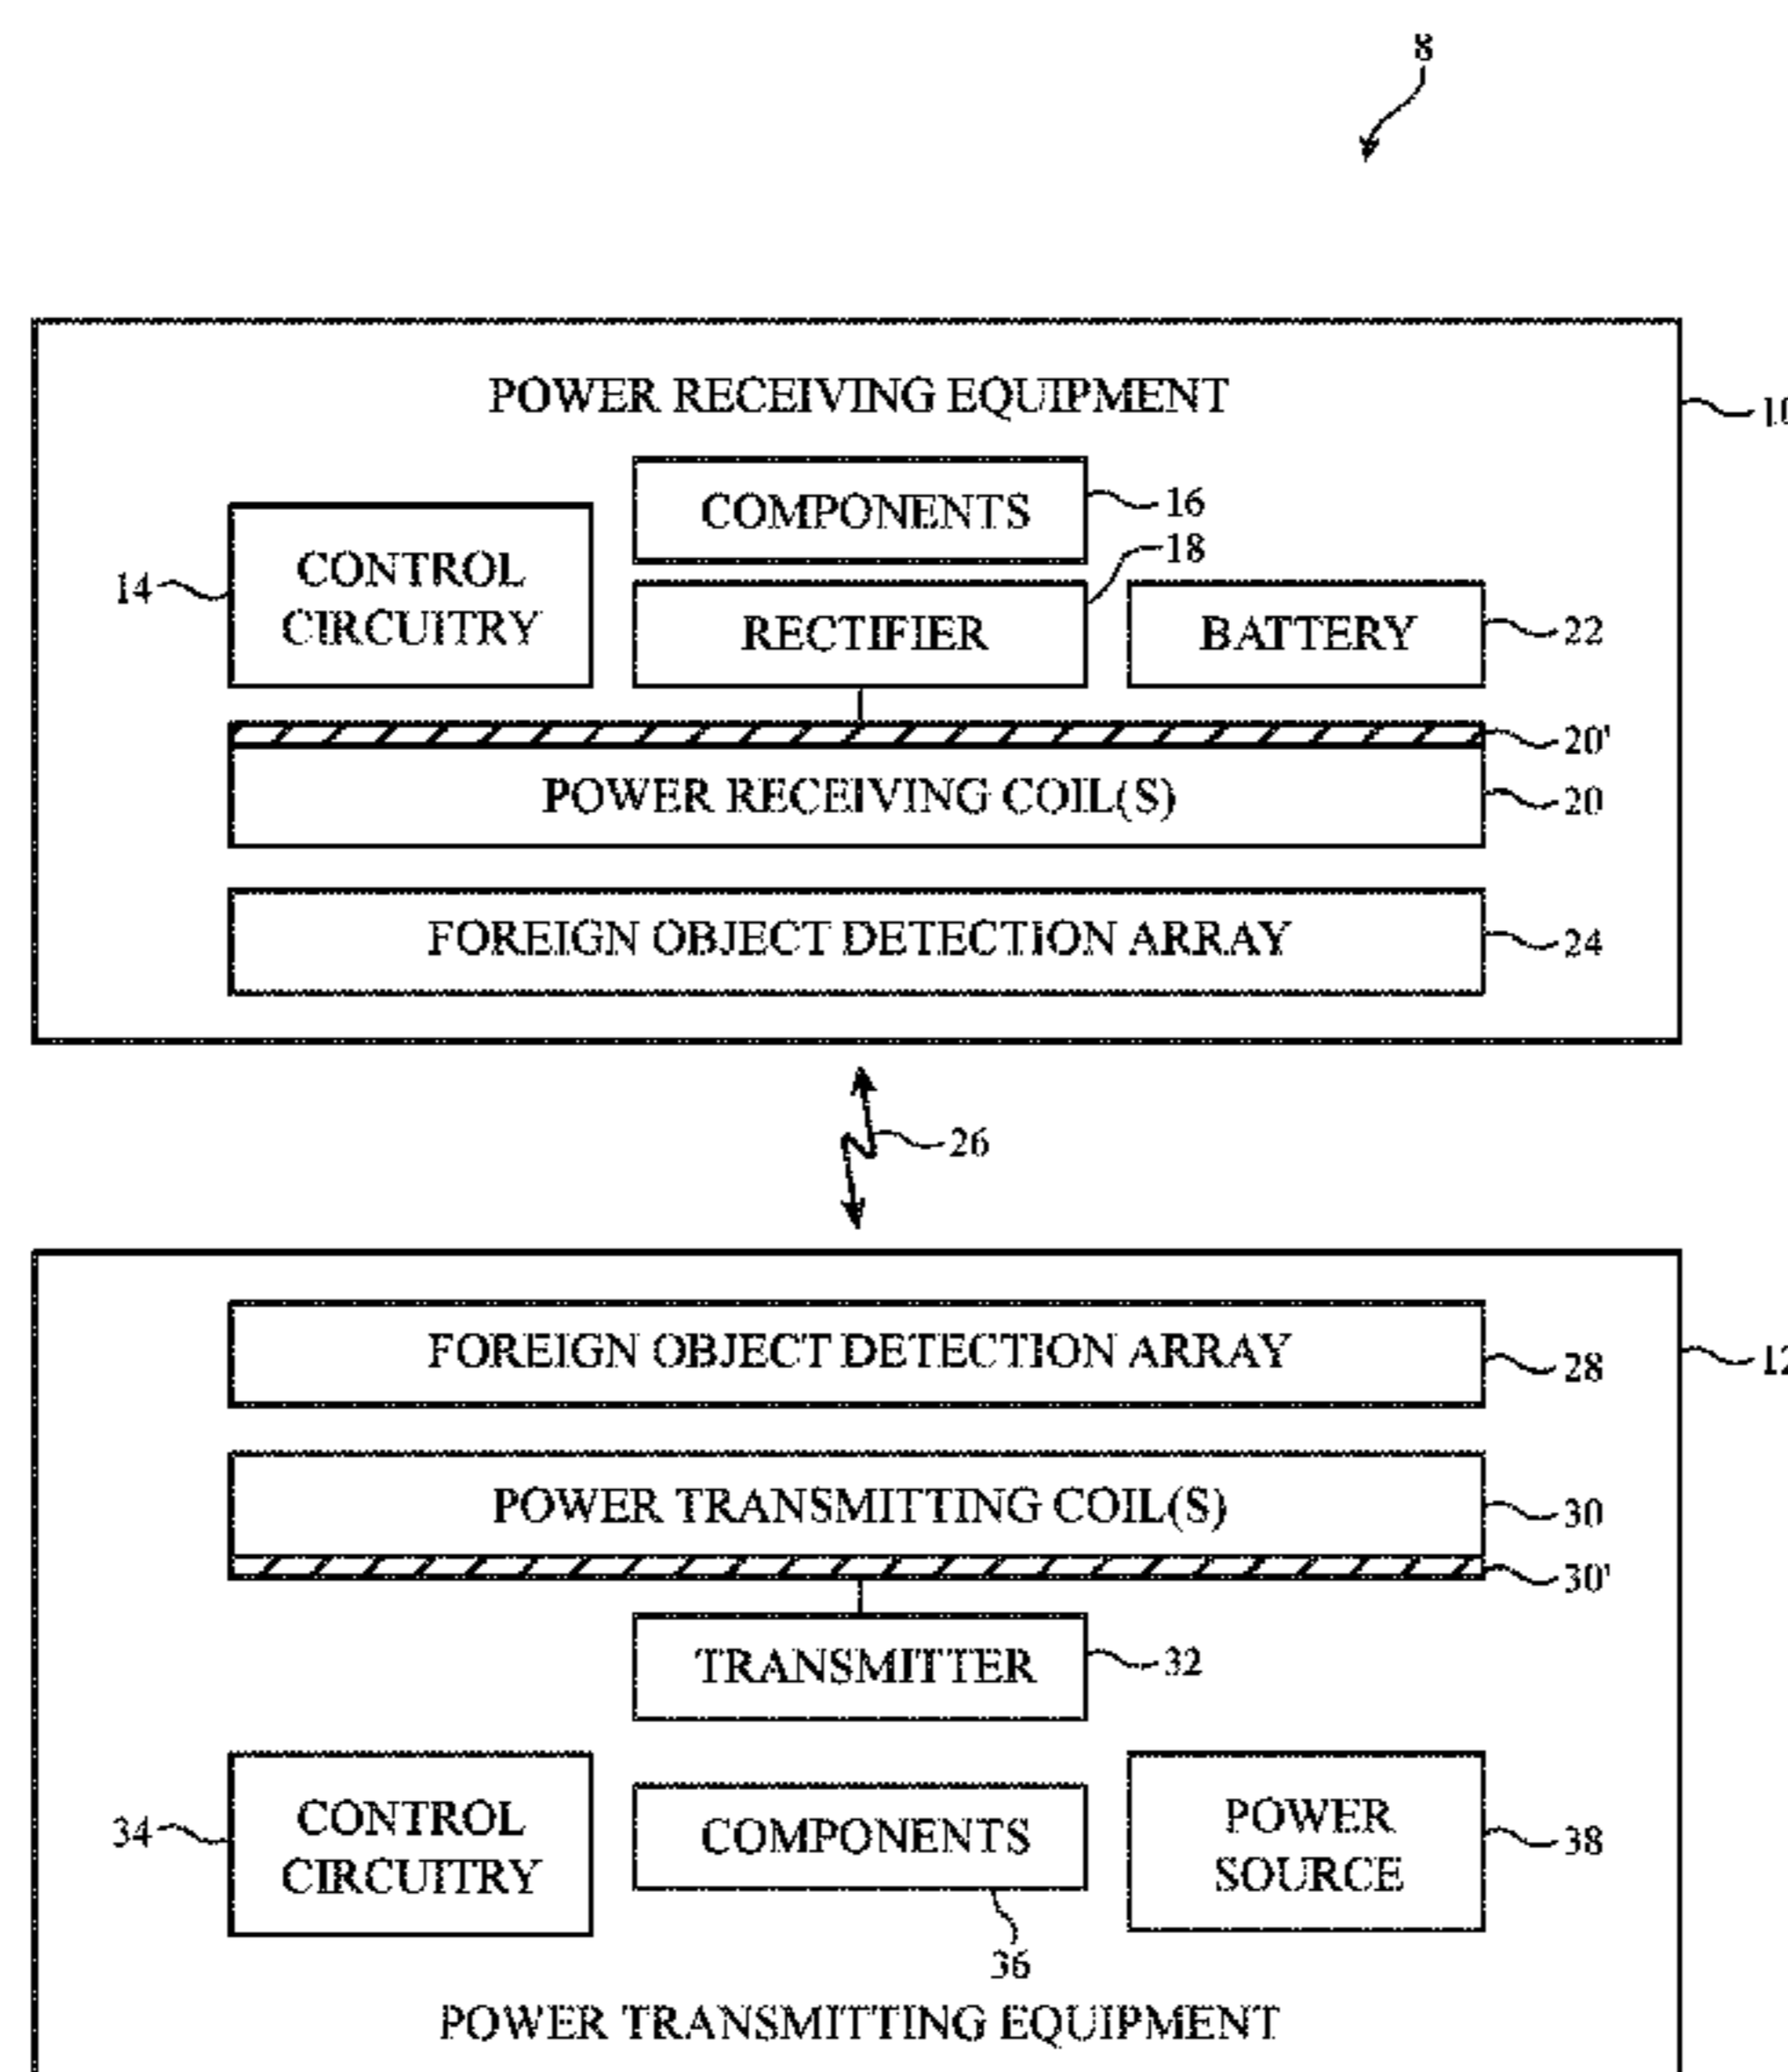 8
POWER RECEIVING EQUIPMENT
10
COMPONENTS
16
18
CONTROL
CIRCUITRY
14
RECTIFIER
BATTERY
22
20'
POWER RECEIVING COIL(S)
20
FOREIGN OBJECT DETECTION ARRAY
24
26
FOREIGN OBJECT DETECTION ARRAY
28
12
POWER TRANSMITTING COIL(S)
30
30'
TRANSMITTER
32
34
CONTROL
CIRCUITRY
COMPONENTS
36
POWER
SOURCE
38
POWER TRANSMITTING EQUIPMENT